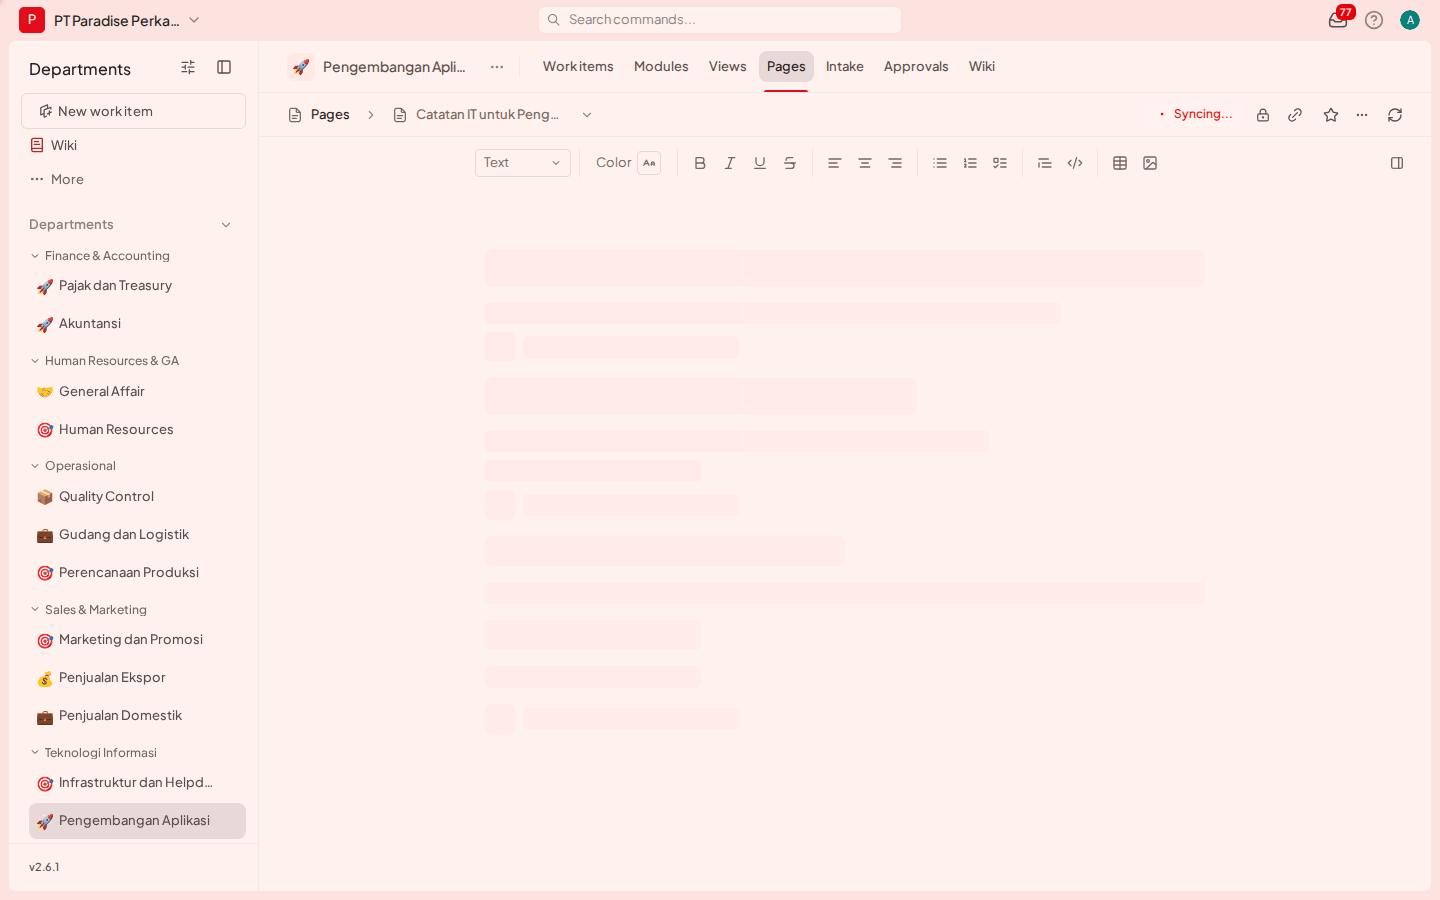 P PT Paradise Perka...
Search commands...
77
A
Departments
New work item
Wiki
More
Departments
Finance & Accounting
Pajak dan Treasury
Akuntansi
Human Resources & GA
General Affair
Human Resources
Operasional
Quality Control
Gudang dan Logistik
Perencanaan Produksi
Sales & Marketing
Marketing dan Promosi
Penjualan Ekspor
Penjualan Domestik
Teknologi Informasi
Infrastruktur dan Helpd...
Pengembangan Aplikasi
v2.6.1
Pengembangan Apli... Work items Modules Views Pages Intake Approvals Wiki
Pages Catatan IT untuk Peng... Syncing...
Text Color Aa B I U S